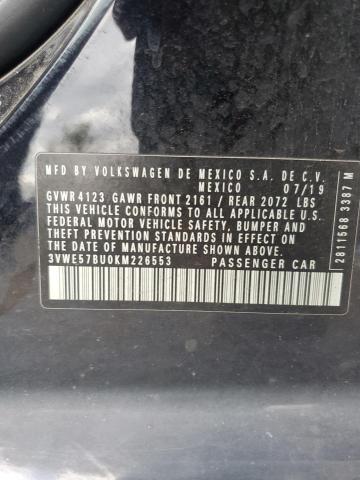 MFD BY VOLKSWAGEN DE MEXICO S.A. DE C.V.
MEXICO 07/19
GVWR 4123 GAWR FRONT 2161 / REAR 2072 LBS
THIS VEHICLE CONFORMS TO ALL APPLICABLE U.S.
FEDERAL MOTOR VEHICLE SAFETY, BUMPER AND
THEFT PREVENTION STANDARDS IN EFFECT ON THE
DATE OF MANUFACTURE SHOWN ABOVE.
3VWE57BU0KM226553 PASSENGER CAR
2811568 3387 M